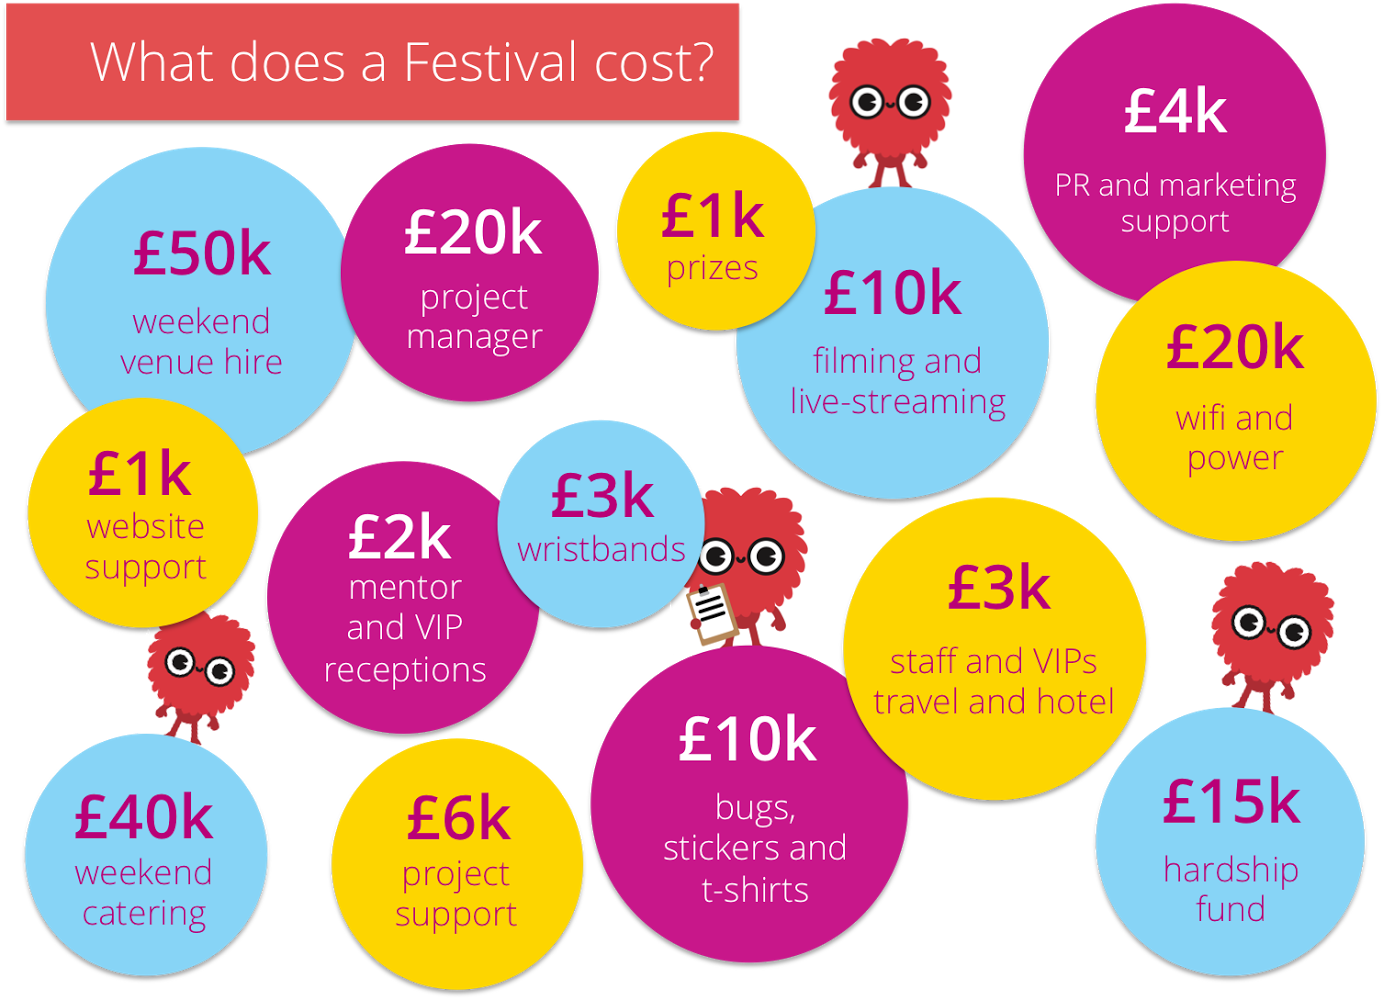 What does a Festival cost?
£50k
weekend
venue hire
£20k
project
manager
£1k
prizes
£10k
filming and
live-streaming
£4k
PR and marketing
support
£20k
wifi and
power
£1k
website
support
£2k
mentor
and VIP
receptions
£3k
wristbands
£3k
staff and VIPs
travel and hotel
£40k
weekend
catering
£6k
project
support
£10k
bugs,
stickers and
t-shirts
£15k
hardship
fund